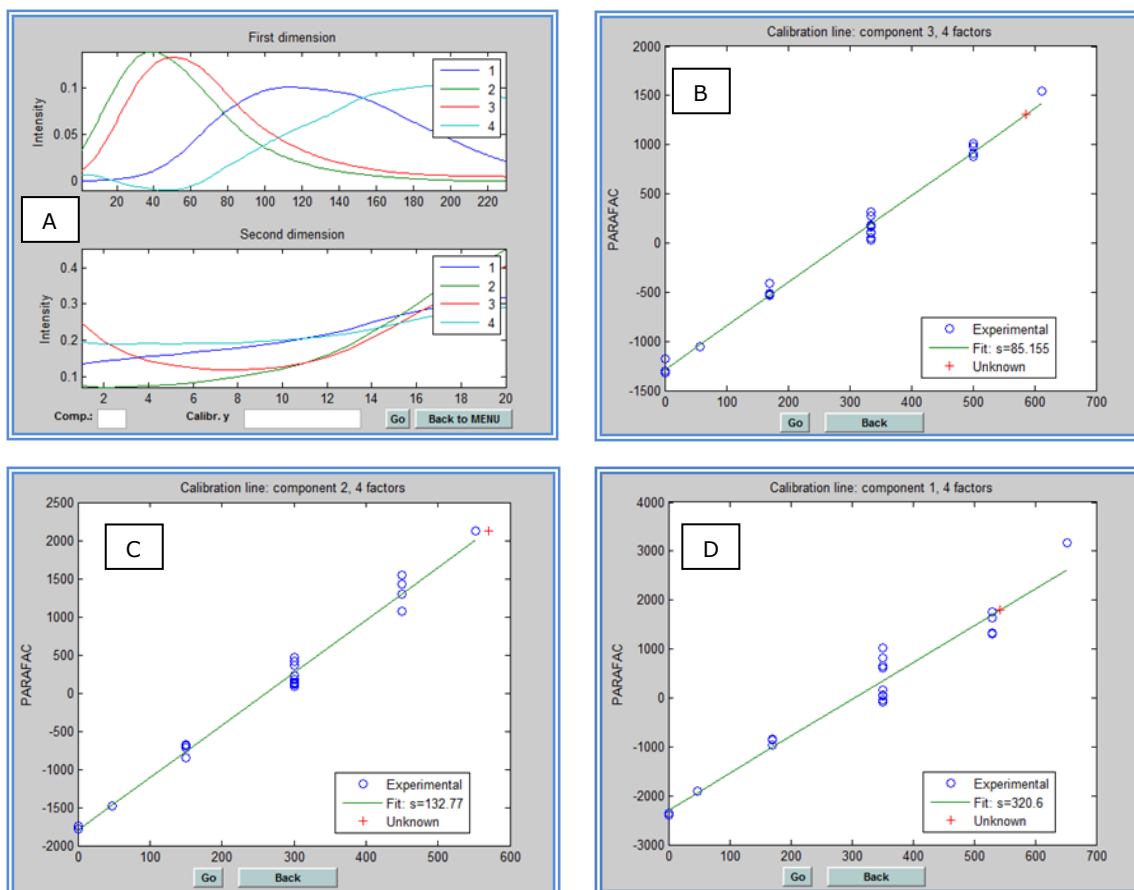 First dimension
Intensity
0.1
0.05
0
20 40 60 80 100 120 140 160 180 200 220
1
2
3
4
A
Second dimension
Intensity
0.4
0.3
0.2
0.1
2 4 6 8 10 12 14 16 18 20
1
2
3
4
Comp.: Calibr. y Go Back to MENU
Calibration line: component 3, 4 factors
B
PARAFAC
2000
1500
1000
500
0
-500
-1000
-1500
0 100 200 300 400 500 600 700
Experimental
Fit: s=85.155
Unknown
Go Back
Calibration line: component 2, 4 factors
C
PARAFAC
2500
2000
1500
1000
500
0
-500
-1000
-1500
-2000
0 100 200 300 400 500 600
Experimental
Fit: s=132.77
Unknown
Go Back
Calibration line: component 1, 4 factors
D
PARAFAC
4000
3000
2000
1000
0
-1000
-2000
-3000
0 100 200 300 400 500 600 700
Experimental
Fit: s=320.6
Unknown
Go Back